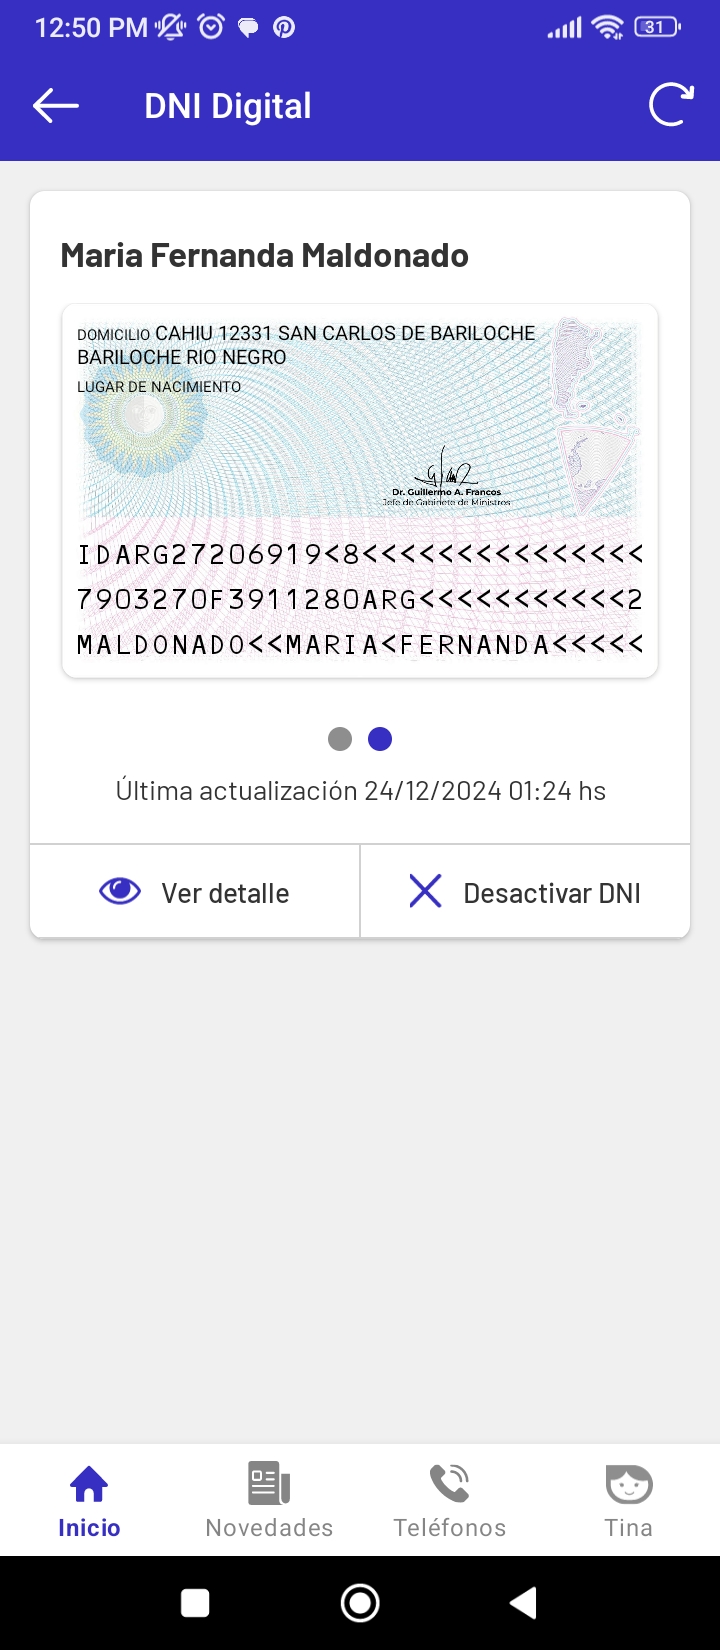 12:50 PM
31
DNI Digital
Maria Fernanda Maldonado
DOMICILIO CAHIU 12331 SAN CARLOS DE BARILOCHE
BARILOCHE RIO NEGRO
LUGAR DE NACIMIENTO
Dr. Guillermo A. Francos
Jefe de Gabinete de Ministros
IDARG27206919<8<<<<<<<<<<<<<<<
7903270F3911280ARG<<<<<<<<<<<2
MALDONADO<<MARIA<FERNANDA<<<<<
Última actualización 24/12/2024 01:24 hs
Ver detalle
Desactivar DNI
Inicio
Novedades
Teléfonos
Tina